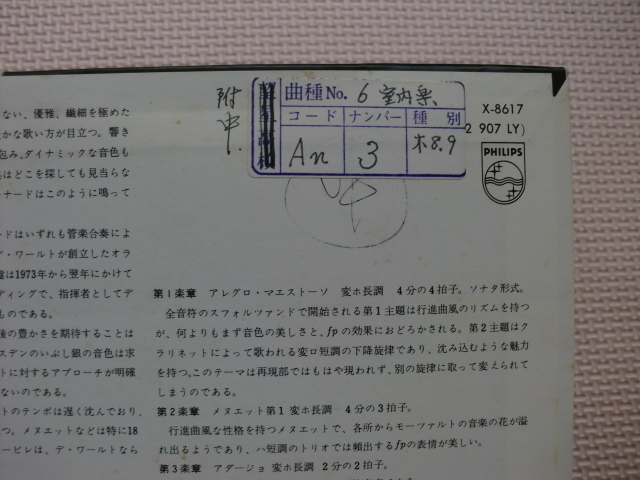 附
中.
曲種No. 6 室内楽
コード ナンバー 種 別
An 3 木8.9
X-8617
2 907 LY)
PHILIPS
ない、優雅、繊細を極めた
かな歌い方が目立つ。響き
包み、ダイナミックな音色も
はどこを探しても見当らな
ナードはこのように鳴って
ードはいずれも管楽合奏によ
デ・ワールトが創立したオラ
盤は1973年から翌年にかけて
ディングで、指揮者としてデ
ものである。
後の豊かさを期待することは
スデンのいぶし銀の音色は求
トに対するアプローチが明確
ないのである。
トのテンポは遅く沈んでおり、
つ。メヌエットなどは特に18
ービレは、デ・ワールトなら
第1楽章 アレグロ・マエストーソ 変ホ長調 4分の4拍子。ソナタ形式。
全音符のスフォルツァンドで開始される第1主題は行進曲風のリズムを持つ
が、何よりもまず音色の美しさと、fpの効果におどろかされる。第2主題はク
ラリネットによって歌われる変ロ短調の下降旋律であり、沈み込むような魅力
を持つ。このテーマは再現部ではもはや現われず、別の旋律に取って変えられて
しまうのである。
第2楽章 メヌエット第1 変ホ長調 4分の3拍子。
行進曲風な性格を持つメヌエットで、各所からモーツァルトの音楽の花が溢
れ出るようであり、ハ短調のトリオでは頻出するfpの表情が美しい。
第3楽章 アダージョ 変ホ長調 2分の2拍子。